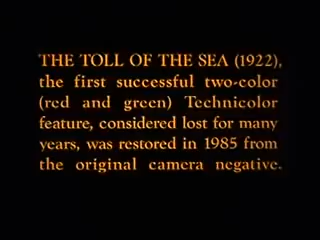 THE TOLL OF THE SEA (1922),
the first successful two-color
(red and green) Technicolor
feature, considered lost for many
years, was restored in 1985 from
the original camera negative.